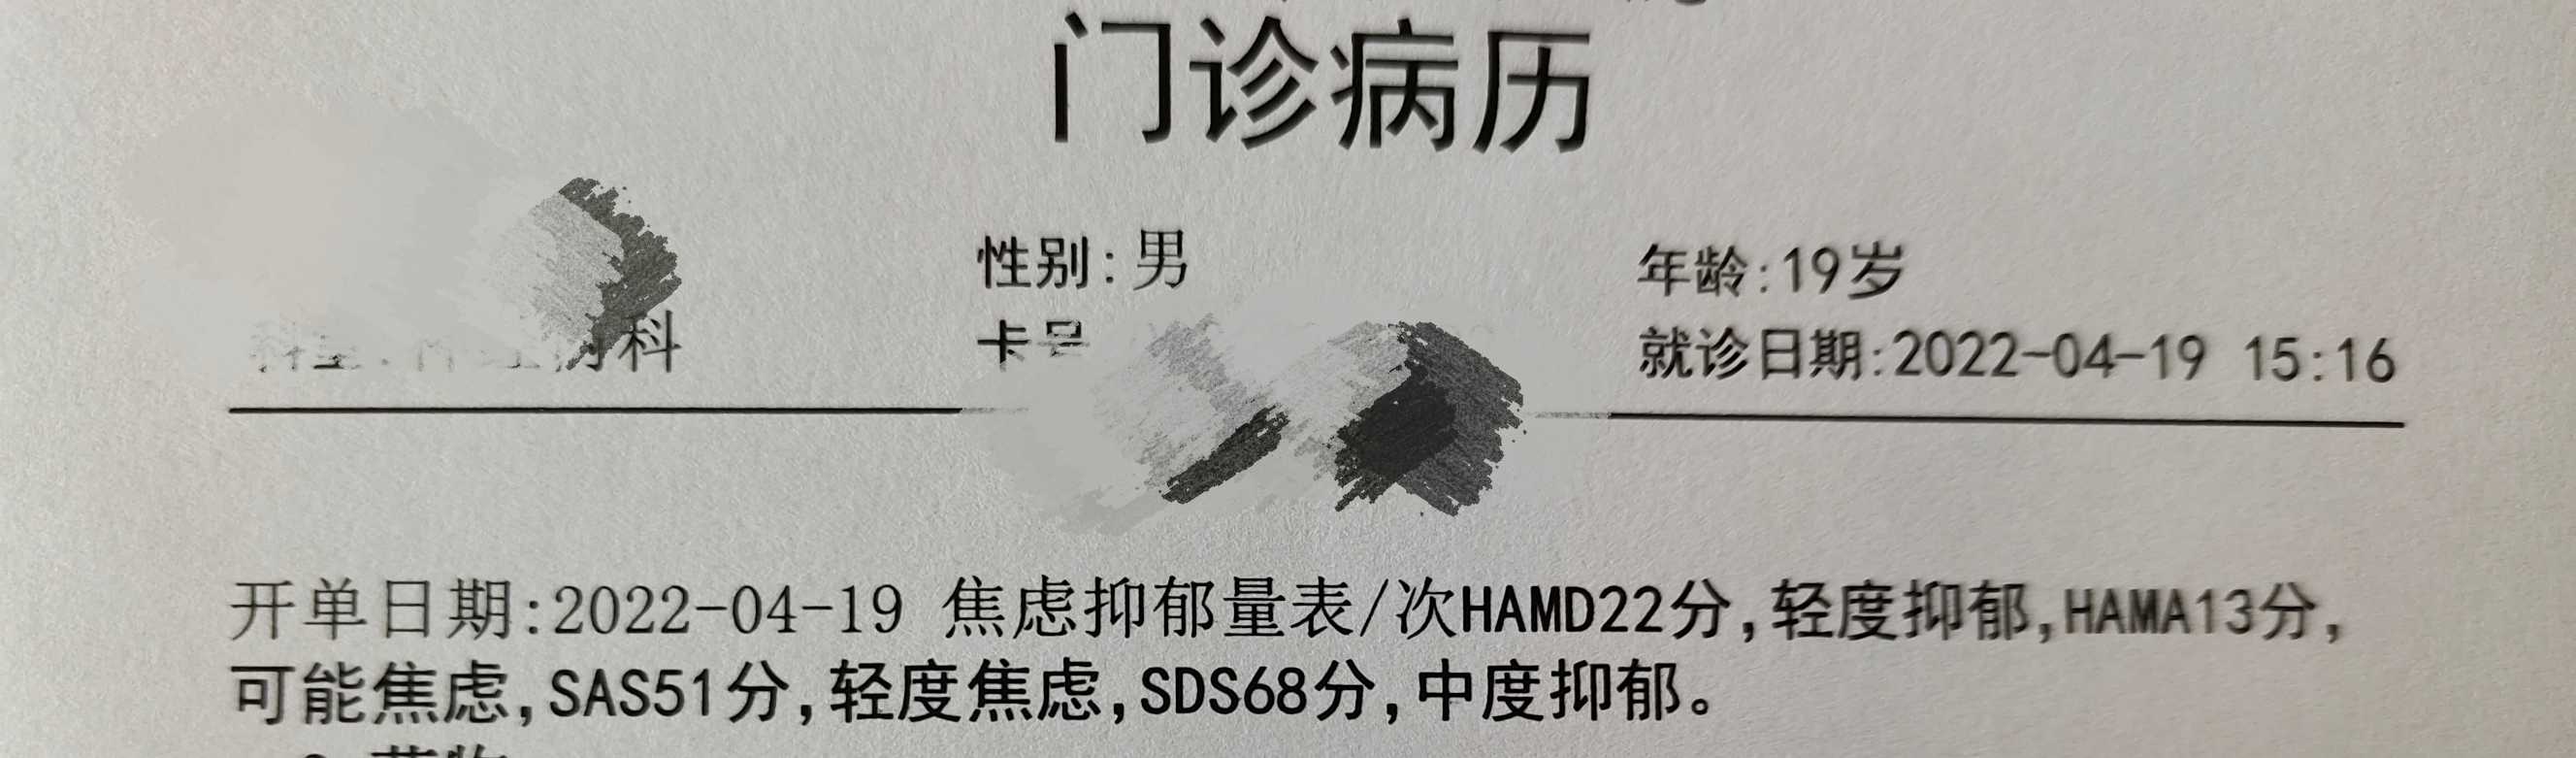 门诊病历
性别:男 年龄:19岁
科 卡号 就诊日期:2022-04-19 15:16
开单日期:2022-04-19 焦虑抑郁量表/次HAMD22分,轻度抑郁,HAMA13分,
可能焦虑,SAS51分,轻度焦虑,SDS68分,中度抑郁。